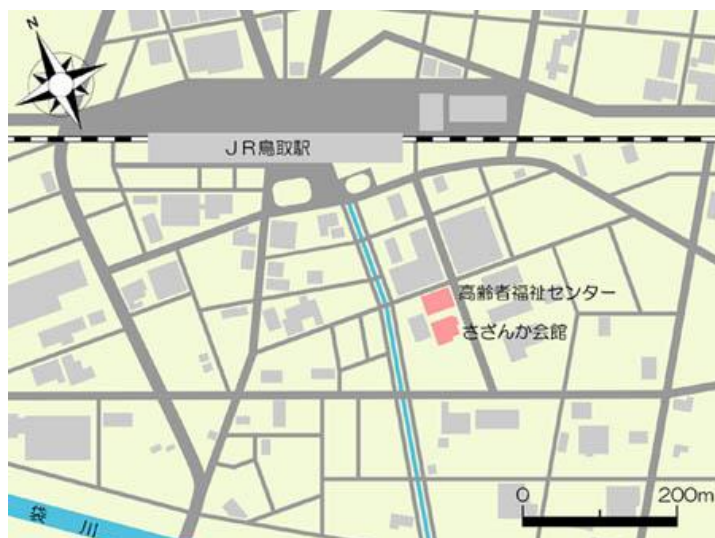 N
JR鳥取駅
高齢者福祉センター
さざんか会館
0 200m
袋川